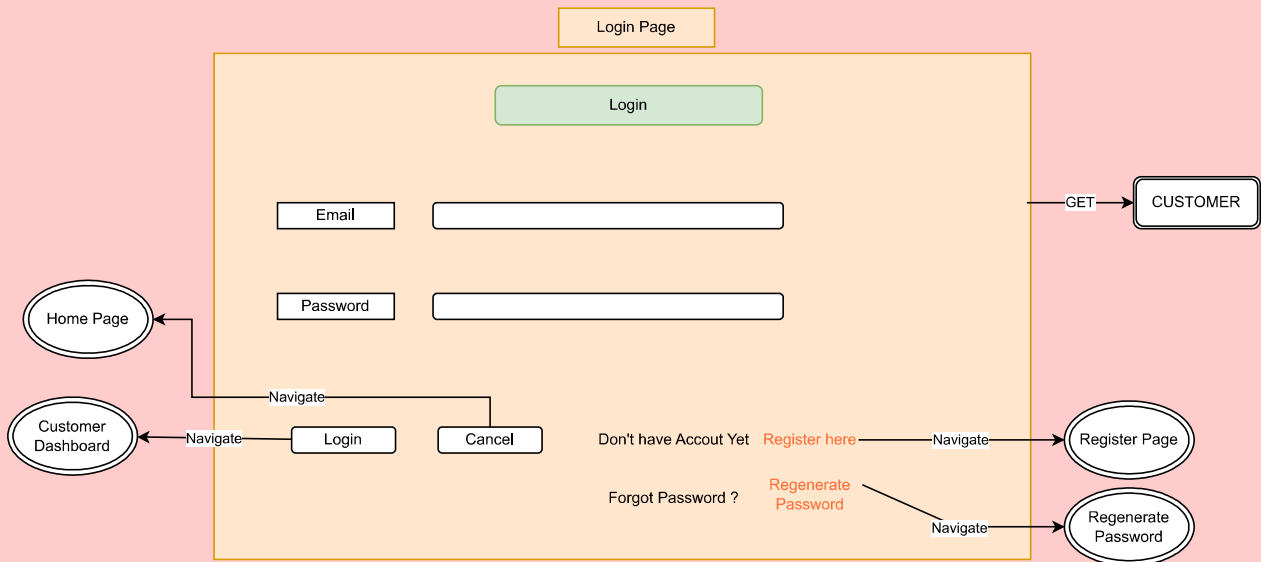 Login Page
Login
Email
GET
CUSTOMER
Password
Home Page
Navigate
Customer
Dashboard
Navigate
Login
Cancel
Don't have Accout Yet
Register here
Navigate
Register Page
Forgot Password ?
Regenerate
Password
Navigate
Regenerate
Password